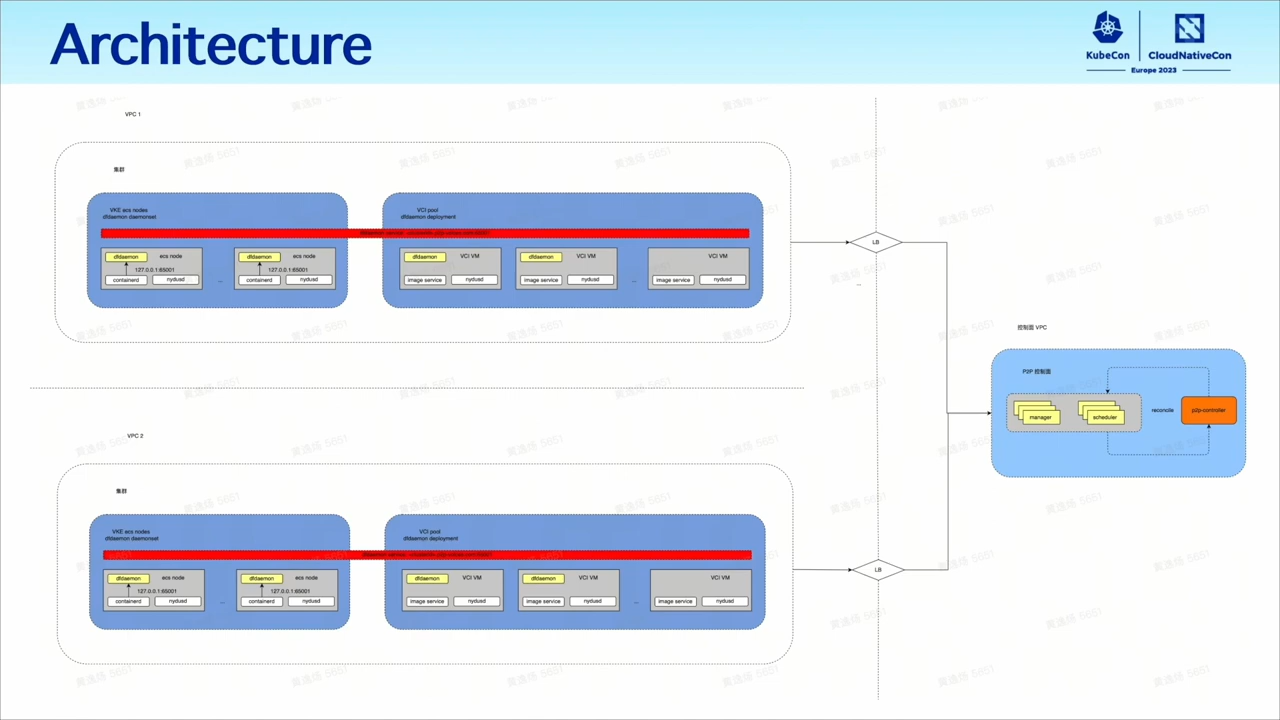 Architecture
KubeCon
CloudNativeCon
Europe 2023
VPC 1
集群
VKE ecs nodes
dfdaemon daemonset
VCI pool
dfdaemon deployment
dfdaemon
ecs node
127.0.0.1:65001
containerd
nydusd
...
dfdaemon
ecs node
127.0.0.1:65001
containerd
nydusd
dfdaemon
VCI VM
image service
nydusd
dfdaemon
VCI VM
image service
nydusd
...
VCI VM
image service
nydusd
LB
...
控制面 VPC
P2P 控制面
manager
scheduler
reconcile
p2p-controller
VPC 2
集群
VKE ecs nodes
dfdaemon daemonset
VCI pool
dfdaemon deployment
dfdaemon
ecs node
127.0.0.1:65001
containerd
nydusd
...
dfdaemon
ecs node
127.0.0.1:65001
containerd
nydusd
dfdaemon
VCI VM
image service
nydusd
dfdaemon
VCI VM
image service
nydusd
...
VCI VM
image service
nydusd
LB